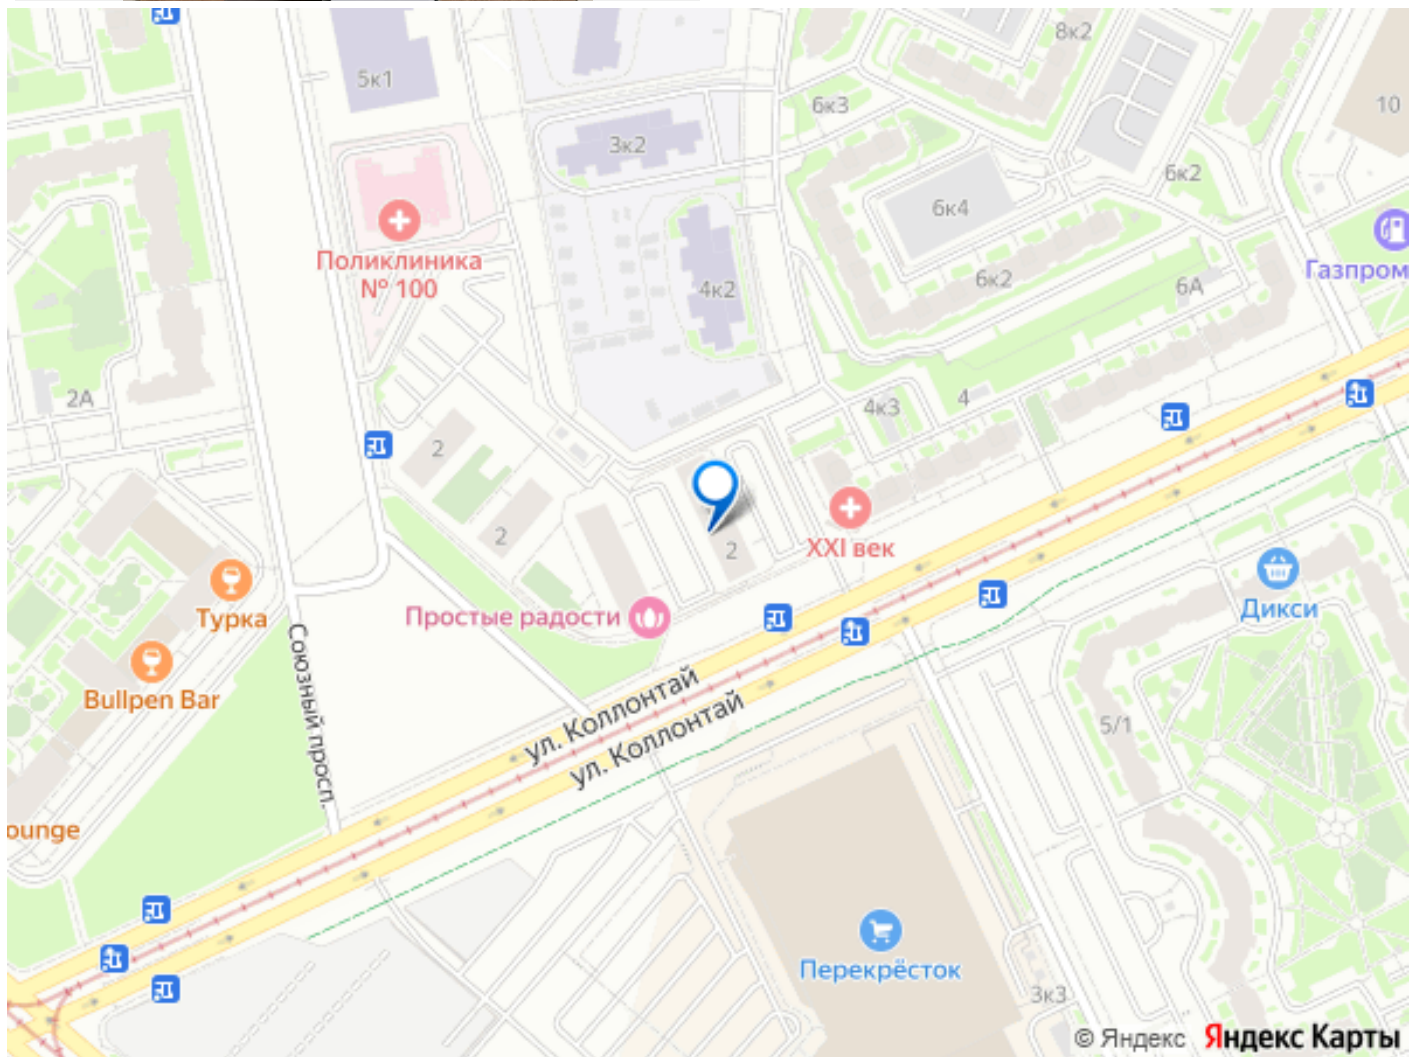 8к2
5к1
10
6к3
3к2
6к2
6к4
Поликлиника
№ 100
Газпром
6к2
6А
4к2
2А
4к3
4
2
2
2
XXI век
Дикси
Турка
Простые радости
Союзный просп.
Bullpen Bar
ул. Коллонтай
ул. Коллонтай
5/1
ounge
Перекрёсток
3к3
© Яндекс Яндекс Карты